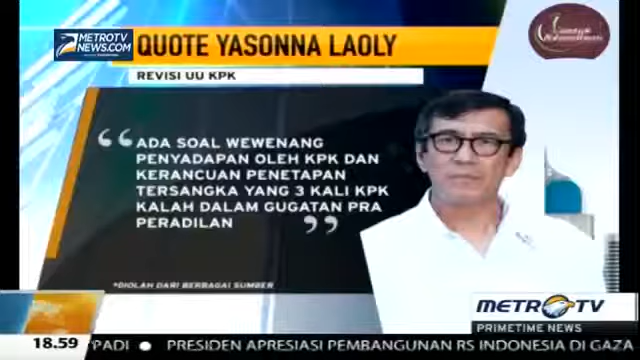 METROTV
NEWS.COM
QUOTE YASONNA LAOLY
REVISI UU KPK
“ ADA SOAL WEWENANG
PENYADAPAN OLEH KPK DAN
KERANCUAN PENETAPAN
TERSANGKA YANG 3 KALI KPK
KALAH DALAM GUGATAN PRA
PERADILAN ”
*DIOLAH DARI BERBAGAI SUMBER
METRO TV
PRIMETIME NEWS
18.59 PADI • PRESIDEN APRESIASI PEMBANGUNAN RS INDONESIA DI GAZA